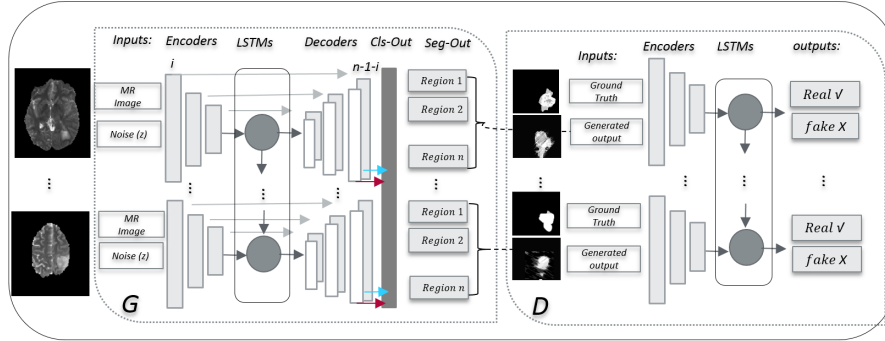 Inputs: Encoders LSTMs Decoders Cls-Out Seg-Out
i n-1-i
MR
Image
Noise (z)
Region 1
Region 2
Region n
...
MR
Image
Noise (z)
Region 1
Region 2
Region n
G
Inputs: Encoders LSTMs outputs:
Ground
Truth
Generated
output
Real √
fake X
...
Ground
Truth
Generated
output
Real √
fake X
D